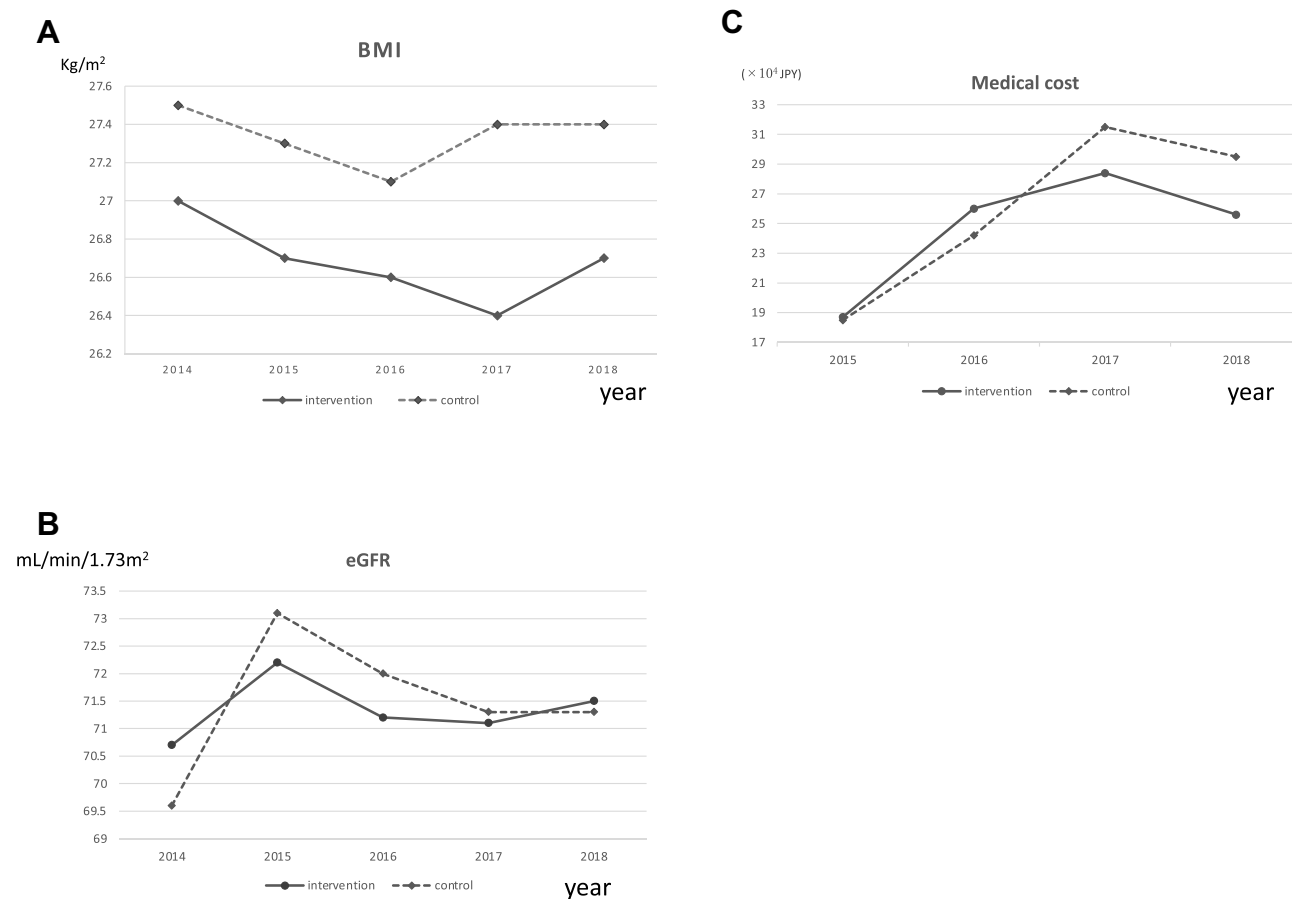 A
BMI
Kg/m²
27.6
27.4
27.2
27
26.8
26.6
26.4
26.2
2014 2015 2016 2017 2018
intervention control
year
C
(×10⁴ JPY)
Medical cost
33
31
29
27
25
23
21
19
17
2015 2016 2017 2018
intervention control
year
B
mL/min/1.73m²
eGFR
73.5
73
72.5
72
71.5
71
70.5
70
69.5
69
2014 2015 2016 2017 2018
intervention control
year